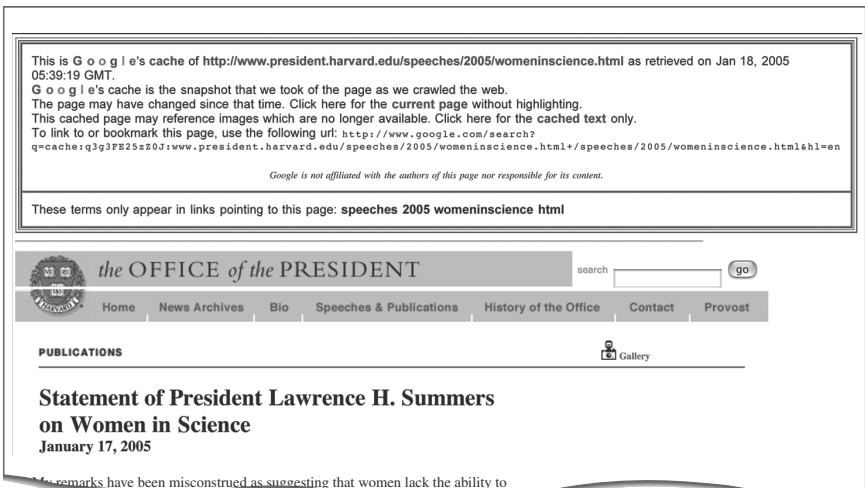 This is Google's cache of http://www.president.harvard.edu/speeches/2005/womeninscience.html as retrieved on Jan 18, 2005
05:39:19 GMT.
Google's cache is the snapshot that we took of the page as we crawled the web.
The page may have changed since that time. Click here for the current page without highlighting.
This cached page may reference images which are no longer available. Click here for the cached text only.
To link to or bookmark this page, use the following url: http://www.google.com/search?
q=cache:q3g3FE25zZ0J:www.president.harvard.edu/speeches/2005/womeninscience.html+/speeches/2005/womeninscience.html&hl=en
Google is not affiliated with the authors of this page nor responsible for its content.
These terms only appear in links pointing to this page: speeches 2005 womeninscience html
the OFFICE of the PRESIDENT search go
VE RI TAS
HARVARD
Home News Archives Bio Speeches & Publications History of the Office Contact Provost
PUBLICATIONS Gallery
Statement of President Lawrence H. Summers
on Women in Science
January 17, 2005
My remarks have been misconstrued as suggesting that women lack the ability to